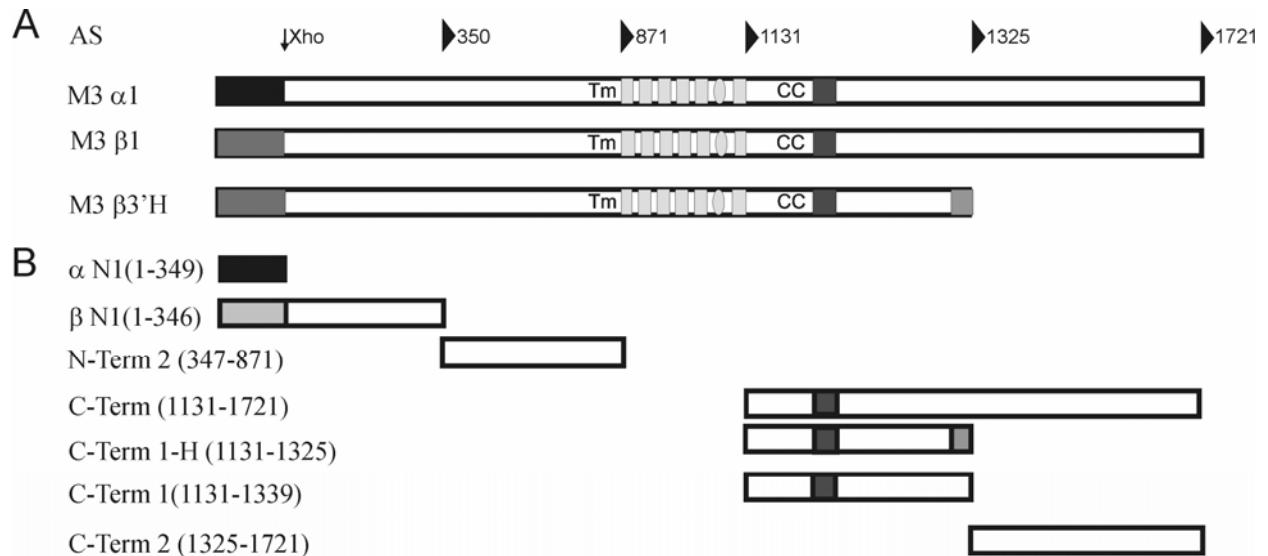 A
AS Xho 350 871 1131 1325 1721
M3 α1 Tm CC
M3 β1 Tm CC
M3 β3’H Tm CC
B
α N1(1-349)
β N1(1-346)
N-Term 2 (347-871)
C-Term (1131-1721)
C-Term 1-H (1131-1325)
C-Term 1(1131-1339)
C-Term 2 (1325-1721)